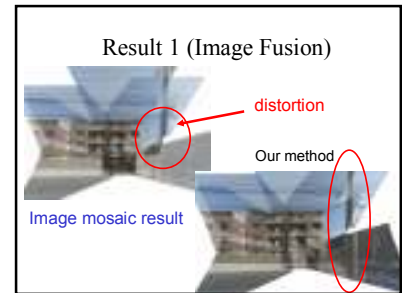 Result 1 (Image Fusion)
distortion
Our method
Image mosaic result